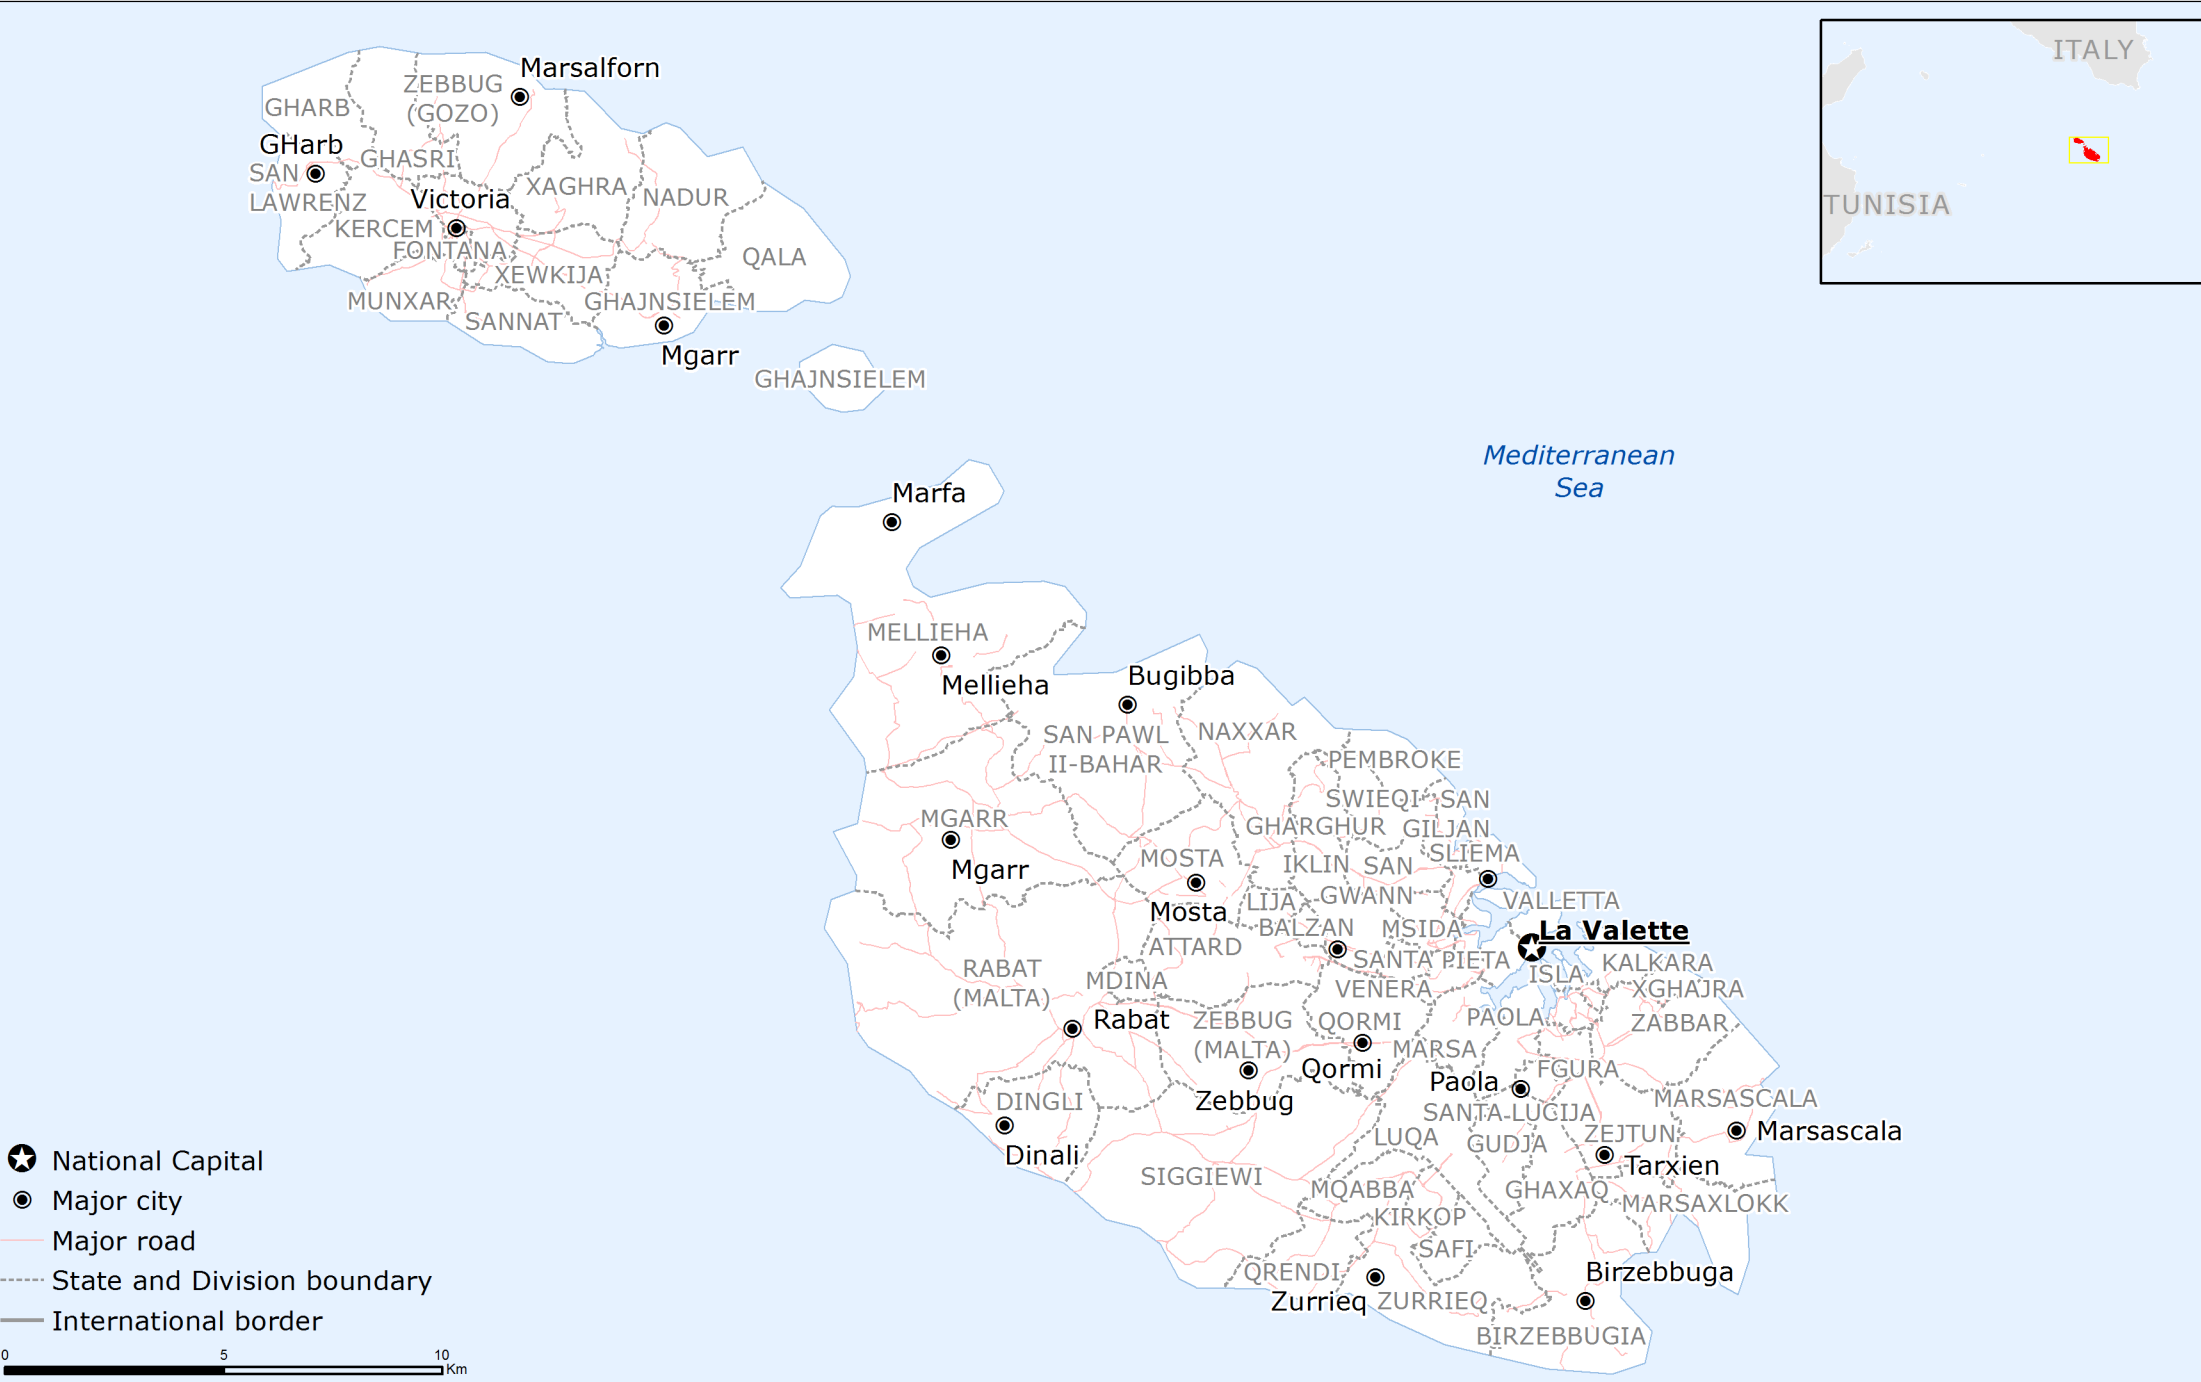 ITALY
TUNISIA
Marsalforn
ZEBBUG
(GOZO)
GHARB
GHarb
SAN
LAWRENZ
GHASRI
Victoria
KERCEM
FONTANA
XAGHRA
NADUR
QALA
XEWKIJA
MUNXAR
SANNAT
GHAJNSIELEM
Mgarr
GHAJNSIELEM
Mediterranean
Sea
Marfa
MELLIEHA
Mellieha
Bugibba
SAN PAWL
II-BAHAR
NAXXAR
PEMBROKE
SWIEQI
SAN
GILJAN
GHARGHUR
SLIEMA
MGARR
Mgarr
MOSTA
Mosta
IKLIN
SAN
GWANN
LIJA
BALZAN
MSIDA
VALLETTA
La Valette
ATTARD
SANTA
VENERA
PIETA
ISLA
KALKARA
XGHAJRA
ZABBAR
RABAT
(MALTA)
MDINA
Rabat
ZEBBUG
(MALTA)
Zebbug
QORMI
Qormi
MARSA
PAOLA
Paola
FGURA
DINGLI
Dinali
SANTA LUCIJA
MARSASCALA
Marsascala
LUQA
GUDJA
ZEJTUN
Tarxien
SIGGIEWI
MQABBA
KIRKOP
SAFI
GHAXAQ
MARSAXLOKK
QRENDI
Zurrieq
ZURRIEQ
Birzebbuga
BIRZEBBUGIA
National Capital
Major city
Major road
State and Division boundary
International border
0 5 10
Km